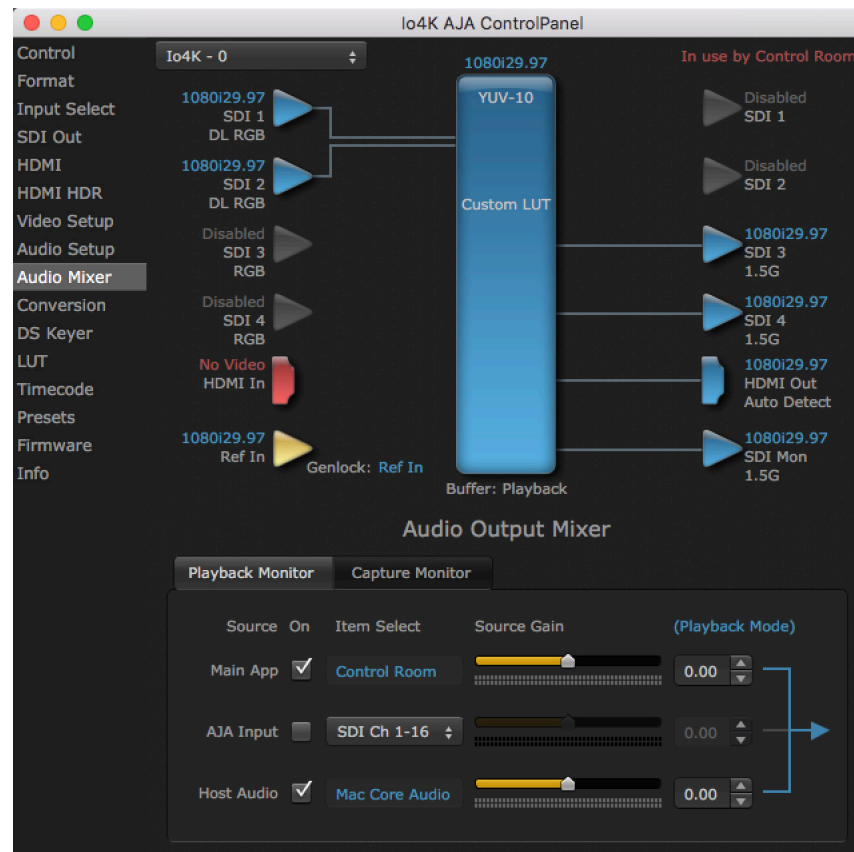 Io4K AJA ControlPanel
Control
Format
Input Select
SDI Out
HDMI
HDMI HDR
Video Setup
Audio Setup
Audio Mixer
Conversion
DS Keyer
LUT
Timecode
Presets
Firmware
Info
Io4K - 0
1080i29.97
In use by Control Room
1080i29.97
SDI 1
DL RGB
1080i29.97
SDI 2
DL RGB
Disabled
SDI 3
RGB
Disabled
SDI 4
RGB
No Video
HDMI In
1080i29.97
Ref In
Genlock: Ref In
YUV-10
Custom LUT
Buffer: Playback
Disabled
SDI 1
Disabled
SDI 2
1080i29.97
SDI 3
1.5G
1080i29.97
SDI 4
1.5G
1080i29.97
HDMI Out
Auto Detect
1080i29.97
SDI Mon
1.5G
Audio Output Mixer
Playback Monitor Capture Monitor
Source On Item Select Source Gain (Playback Mode)
Main App Control Room 0.00
AJA Input SDI Ch 1-16 0.00
Host Audio Mac Core Audio 0.00